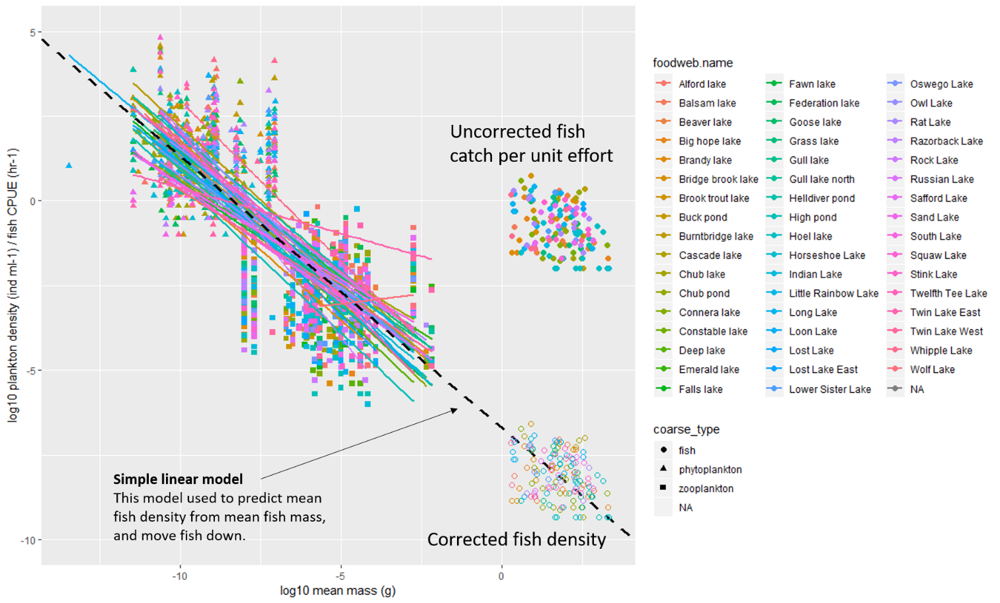 5
0
-5
-10
log10 plankton density (ind ml-1) / fish CPUE (hr-1)
Uncorrected fish
catch per unit effort
Simple linear model
This model used to predict mean
fish density from mean fish mass,
and move fish down.
Corrected fish density
-10
-5
0
log10 mean mass (g)
foodweb.name
Alford lake
Balsam lake
Beaver lake
Big hope lake
Brandy lake
Bridge brook lake
Brook trout lake
Buck pond
Burntbridge lake
Cascade lake
Chub lake
Chub pond
Connera lake
Constable lake
Deep lake
Emerald lake
Falls lake
Fawn lake
Federation lake
Goose lake
Grass lake
Gull lake
Gull lake north
Helldiver pond
High pond
Hoel lake
Horseshoe Lake
Indian Lake
Little Rainbow Lake
Long Lake
Loon Lake
Lost Lake
Lost Lake East
Lower Sister Lake
Oswego Lake
Owl Lake
Rat Lake
Razorback Lake
Rock Lake
Russian Lake
Safford Lake
Sand Lake
South Lake
Squaw Lake
Stink Lake
Twelfth Tee Lake
Twin Lake East
Twin Lake West
Whipple Lake
Wolf Lake
NA
coarse_type
fish
phytoplankton
zooplankton
NA